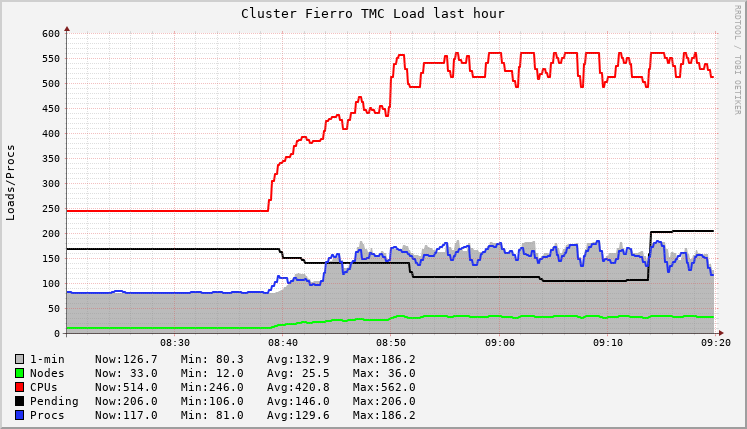 Cluster Fierro TMC Load last hour
RRDTOOL / TOBI OETIKER
Loads/Procs
600
550
500
450
400
350
300
250
200
150
100
50
0
08:30 08:40 08:50 09:00 09:10 09:20
1-min Now:126.7 Min: 80.3 Avg:132.9 Max:186.2
Nodes Now: 33.0 Min: 12.0 Avg: 25.5 Max: 36.0
CPUs Now:514.0 Min:246.0 Avg:420.8 Max:562.0
Pending Now:206.0 Min:106.0 Avg:146.0 Max:206.0
Procs Now:117.0 Min: 81.0 Avg:129.6 Max:186.2